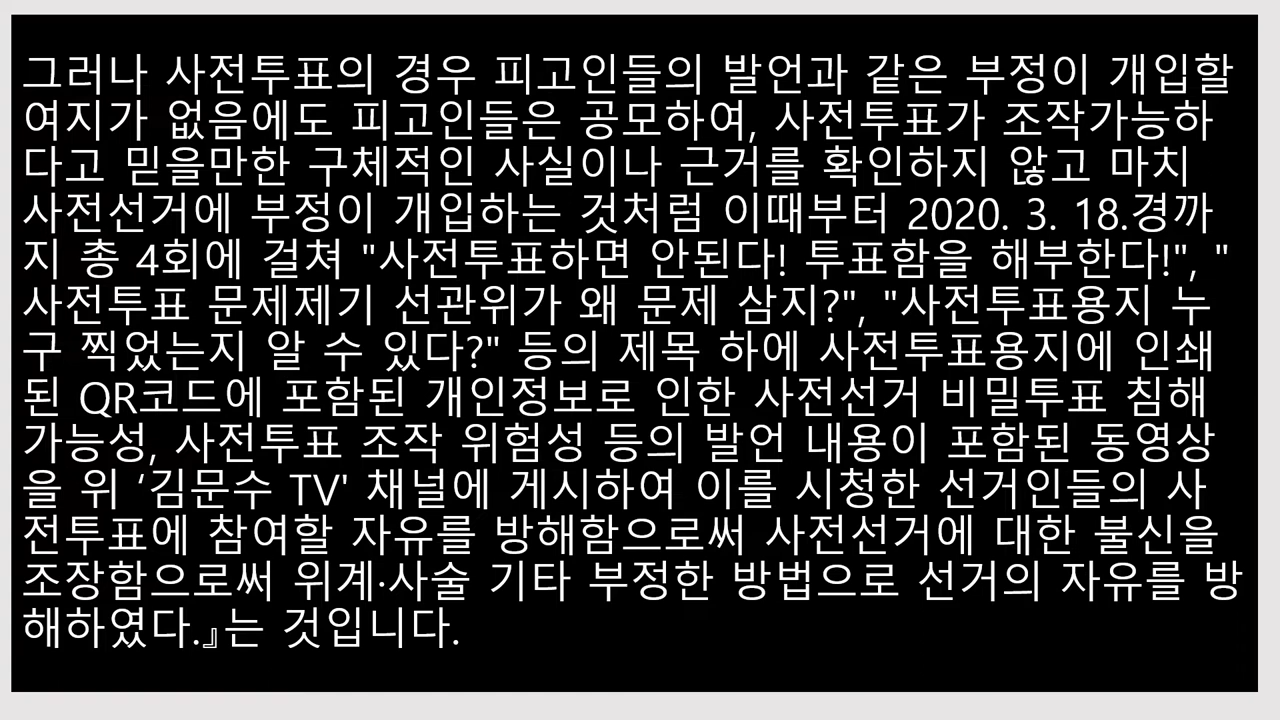 그러나 사전투표의 경우 피고인들의 발언과 같은 부정이 개입할
여지가 없음에도 피고인들은 공모하여, 사전투표가 조작가능하
다고 믿을만한 구체적인 사실이나 근거를 확인하지 않고 마치
사전선거에 부정이 개입하는 것처럼 이때부터 2020. 3. 18.경까
지 총 4회에 걸쳐 "사전투표하면 안된다! 투표함을 해부한다!", "
사전투표 문제제기 선관위가 왜 문제 삼지?", "사전투표용지 누
구 찍었는지 알 수 있다?" 등의 제목 하에 사전투표용지에 인쇄
된 QR코드에 포함된 개인정보로 인한 사전선거 비밀투표 침해
가능성, 사전투표 조작 위험성 등의 발언 내용이 포함된 동영상
을 위 ‘김문수 TV' 채널에 게시하여 이를 시청한 선거인들의 사
전투표에 참여할 자유를 방해함으로써 사전선거에 대한 불신을
조장함으로써 위계·사술 기타 부정한 방법으로 선거의 자유를 방
해하였다.』는 것입니다.